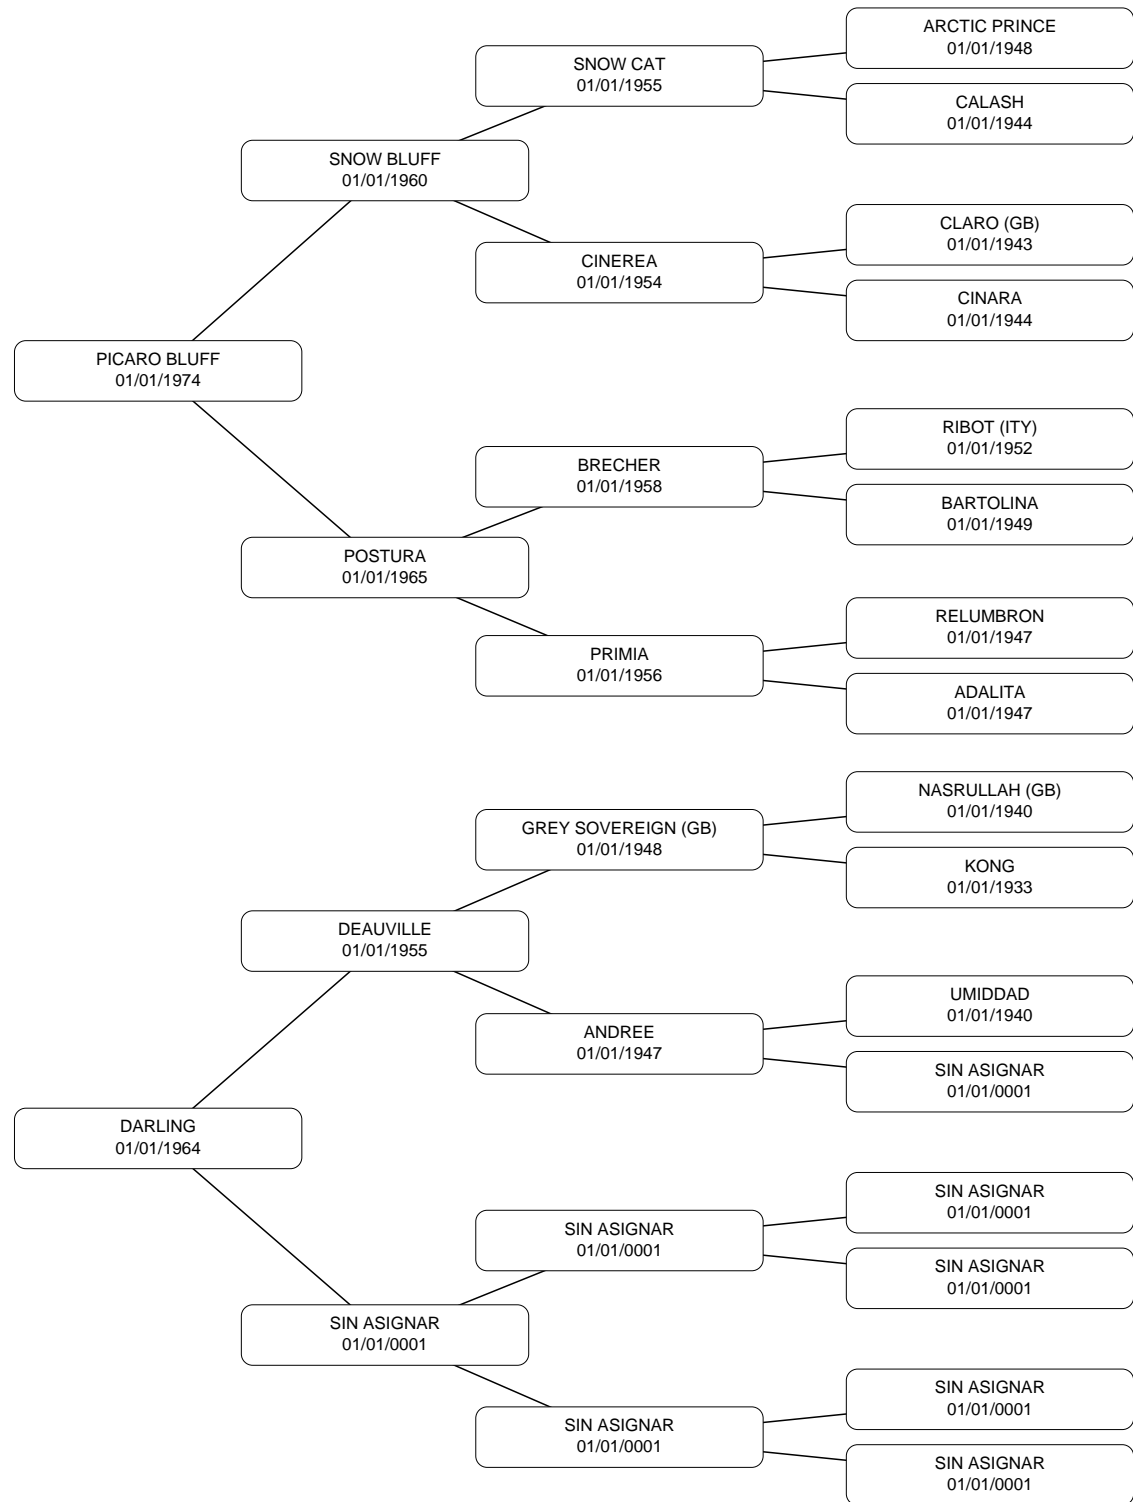 ARCTIC PRINCE
01/01/1948
SNOW CAT
01/01/1955
CALASH
01/01/1944
SNOW BLUFF
01/01/1960
CLARO (GB)
01/01/1943
CINEREA
01/01/1954
CINARA
01/01/1944
PICARO BLUFF
01/01/1974
RIBOT (ITY)
01/01/1952
BRECHER
01/01/1958
BARTOLINA
01/01/1949
POSTURA
01/01/1965
RELUMBRON
01/01/1947
PRIMIA
01/01/1956
ADALITA
01/01/1947
NASRULLAH (GB)
01/01/1940
GREY SOVEREIGN (GB)
01/01/1948
KONG
01/01/1933
DEAUVILLE
01/01/1955
UMIDDAD
01/01/1940
ANDREE
01/01/1947
SIN ASIGNAR
01/01/0001
DARLING
01/01/1964
SIN ASIGNAR
01/01/0001
SIN ASIGNAR
01/01/0001
SIN ASIGNAR
01/01/0001
SIN ASIGNAR
01/01/0001
SIN ASIGNAR
01/01/0001
SIN ASIGNAR
01/01/0001
SIN ASIGNAR
01/01/0001